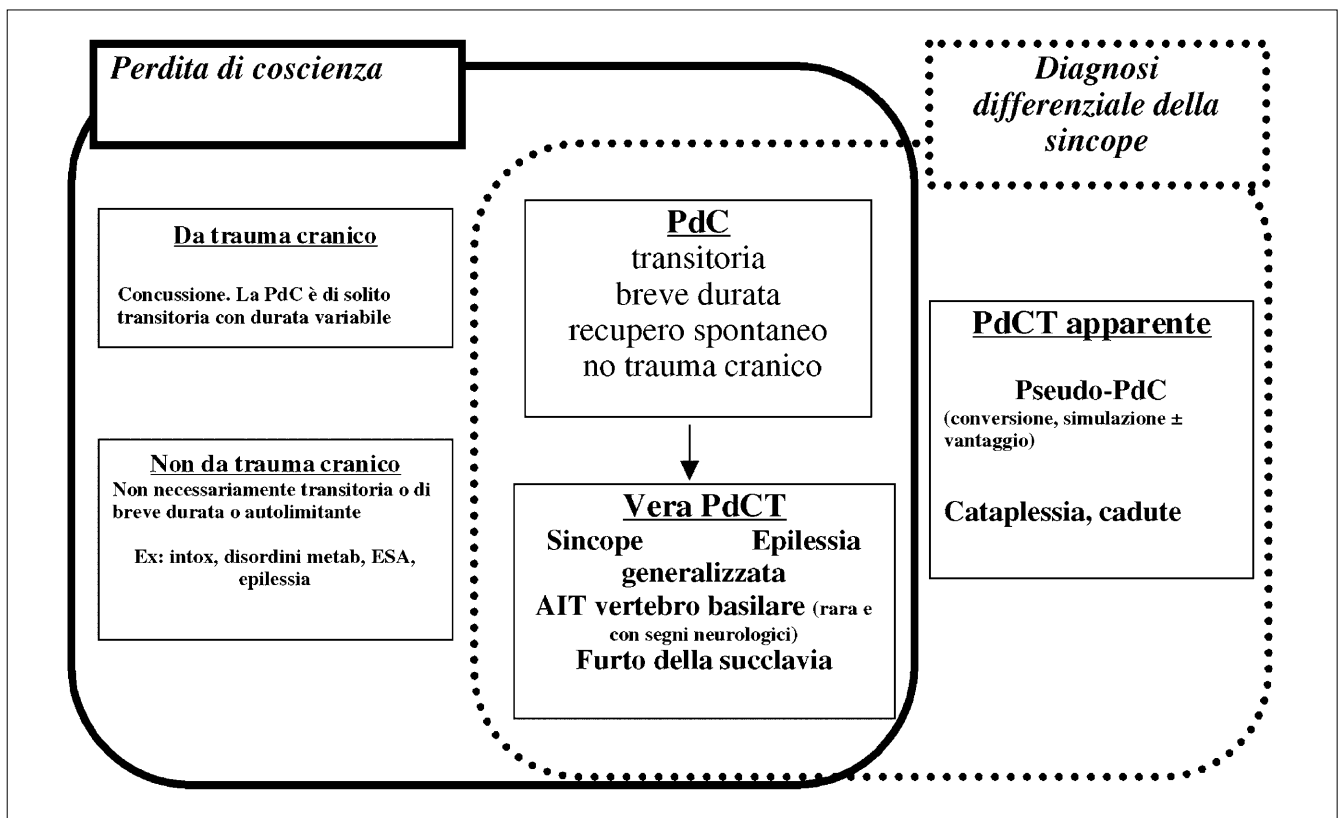 Perdita di coscienza
Diagnosi
differenziale della
sincope
Da trauma cranico
Concussione. La PdC è di solito
transitoria con durata variabile
Non da trauma cranico
Non necessariamente transitoria o di
breve durata o autolimitante
Ex: intox, disordini metab, ESA,
epilessia
PdC
transitoria
breve durata
recupero spontaneo
no trauma cranico
Vera PdCT
Sincope Epilessia
generalizzata
AIT vertebro basilare (rara e
con segni neurologici)
Furto della succlavia
PdCT apparente
Pseudo-PdC
(conversione, simulazione ±
vantaggio)
Cataplessia, cadute